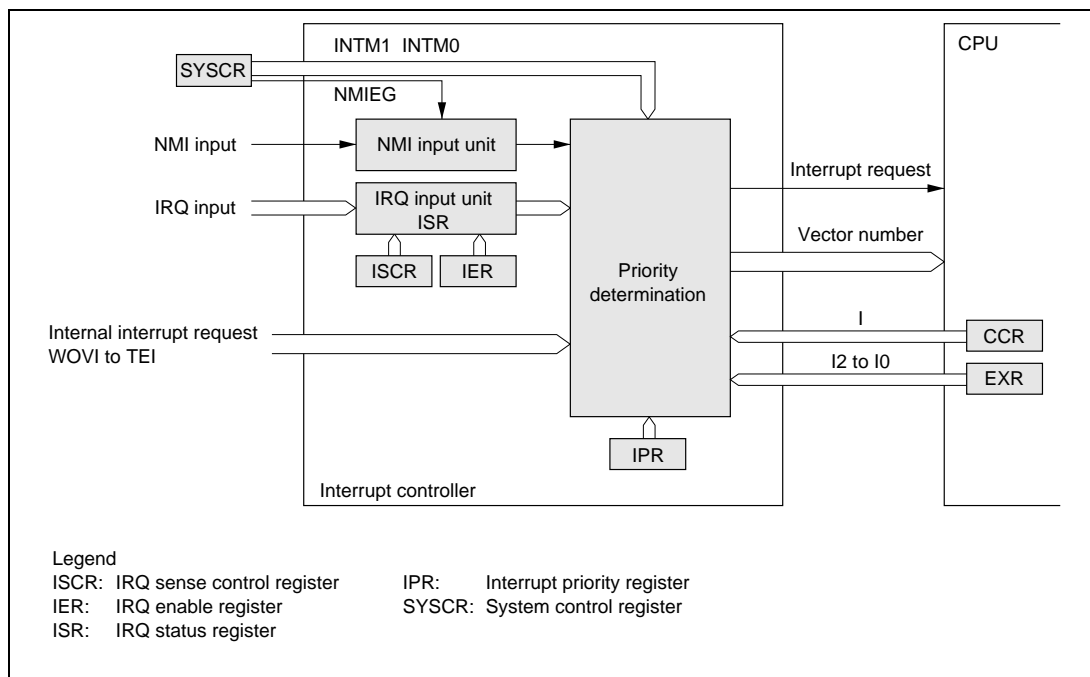 INTM1 INTM0
CPU
SYSCR
NMIEG
NMI input
NMI input unit
Interrupt request
IRQ input
IRQ input unit
ISR
Vector number
ISCR
IER
Priority
determination
Internal interrupt request
WOVI to TEI
I
CCR
I2 to I0
EXR
IPR
Interrupt controller
Legend
ISCR: IRQ sense control register
IER: IRQ enable register
ISR: IRQ status register
IPR: Interrupt priority register
SYSCR: System control register